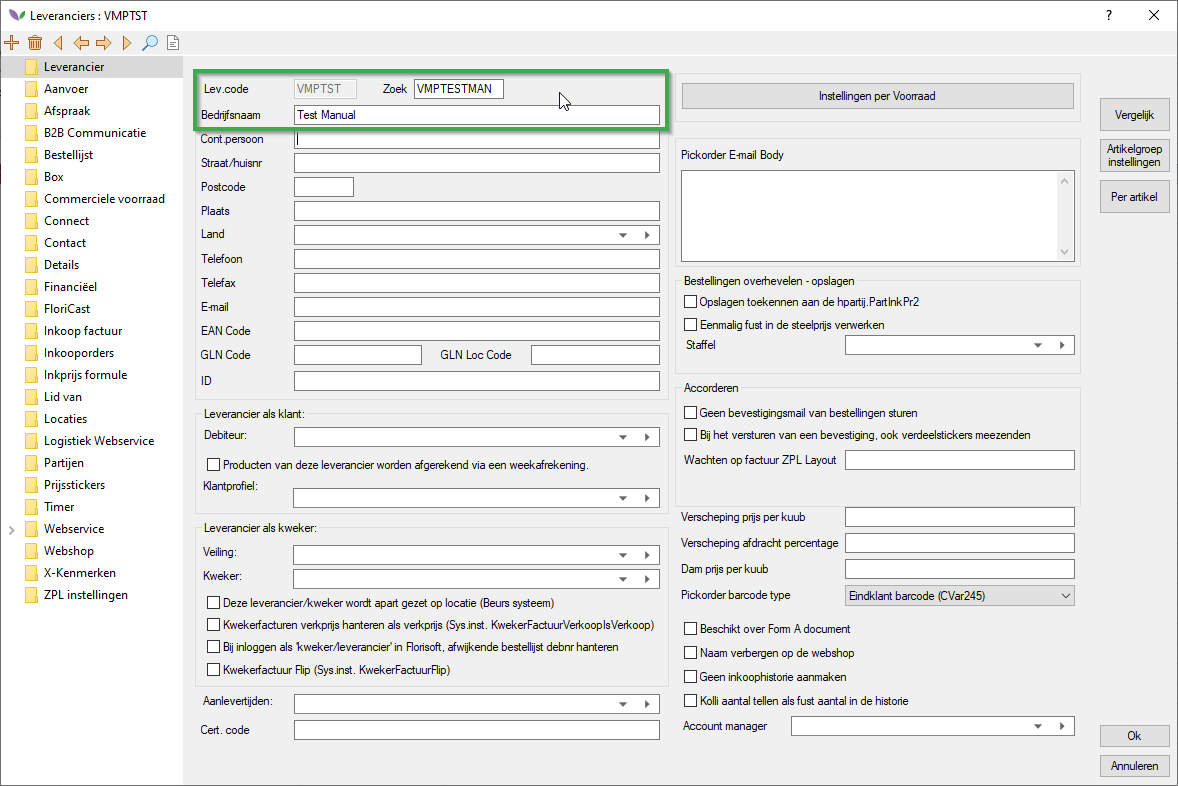 Leveranciers : VMPTST
?
Leverancier
Aanvoer
Afspraak
B2B Communicatie
Bestellijst
Box
Commerciele voorraad
Connect
Contact
Details
Financiëel
FloriCast
Inkoop factuur
Inkooporders
Inkprijs formule
Lid van
Locaties
Logistiek Webservice
Partijen
Prijsstickers
Timer
Webservice
Webshop
X-Kenmerken
ZPL instellingen
Lev.code VMPTST Zoek VMPTESTMAN
Bedrijfsnaam Test Manual
Cont.persoon
Straat/huisnr
Postcode
Plaats
Land
Telefoon
Telefax
E-mail
EAN Code
GLN Code GLN Loc Code
ID
Leverancier als klant:
Debiteur:
Producten van deze leverancier worden afgerekend via een weekafrekening.
Klantprofiel:
Leverancier als kweker:
Veiling:
Kweker:
Deze leverancier/kweker wordt apart gezet op locatie (Beurs systeem)
Kwekerfacturen verkprijs hanteren als verkprijs (Sys.inst. KwekerFactuurVerkoopIsVerkoop)
Bij inloggen als 'kweker/leverancier' in Florisoft, afwijkende bestellijst debnr hanteren
Kwekerfactuur Flip (Sys.inst. KwekerFactuurFlip)
Aanlevertijden:
Cert. code
Instellingen per Voorraad
Pickorder E-mail Body
Bestellingen overhevelen - opslagen
Opslagen toekennen aan de hpartij.PartInkPr2
Eenmalig fust in de steelprijs verwerken
Staffel
Accorderen
Geen bevestigingsmail van bestellingen sturen
Bij het versturen van een bevestiging, ook verdeelstickers meezenden
Wachten op factuur ZPL Layout
Verscheping prijs per kuub
Verscheping afdracht percentage
Dam prijs per kuub
Pickorder barcode type Eindklant barcode (CVar245)
Beschikt over Form A document
Naam verbergen op de webshop
Geen inkoophistorie aanmaken
Kolli aantal tellen als fust aantal in de historie
Account manager
Vergelijk
Artikelgroep
instellingen
Per artikel
Ok
Annuleren